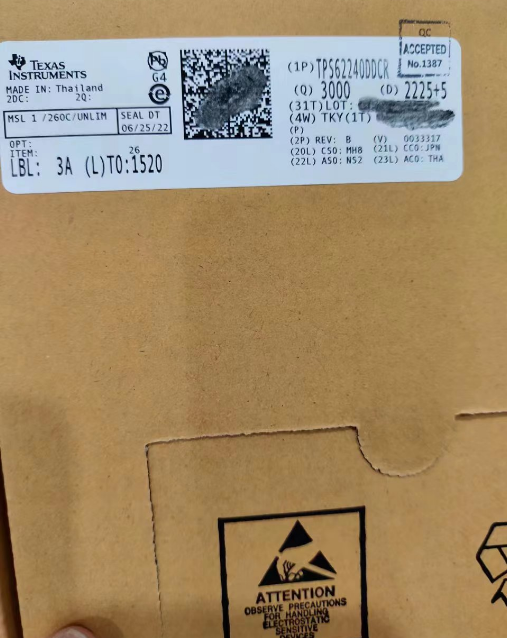 TEXAS
INSTRUMENTS
Pb
G4
e
MADE IN: Thailand
2DC: 2Q:
MSL 1 /260C/UNLIM
SEAL DT
06/25/22
OPT:
ITEM: 26
LBL: 3A (L)TO:1520
QC
ACCEPTED
No.1387
(1P)TPS62240DDCR
(Q) 3000 (D) 2225+5
(31T)LOT:
(4W) TKY(1T)
(P)
(2P) REV: B (V) 0033317
(20L) CSO:MH8 (21L) CCO:JPN
(22L) ASO:NS2 (23L) ACO:THA
ATTENTION
OBSERVE PRECAUTIONS
FOR HANDLING
ELECTROSTATIC
SENSITIVE
DEVICES